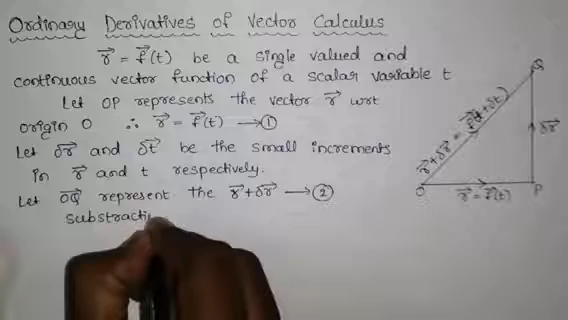 Ordinary Derivatives of Vector Calculus
r⃗ = f⃗(t) be a single valued and
continuous vector function of a scalar variable t
Let OP represents the vector r⃗ wrt
origin O ∴ r⃗ = f⃗(t) → ①
Let δr⃗ and δt⃗ be the small increments
in r⃗ and t respectively.
Let OQ⃗ represent the r⃗+δr⃗ → ②
substracti
Q
r⃗+δr⃗ = f⃗(t+δt)
δr⃗
O
P
r⃗=f⃗(t)